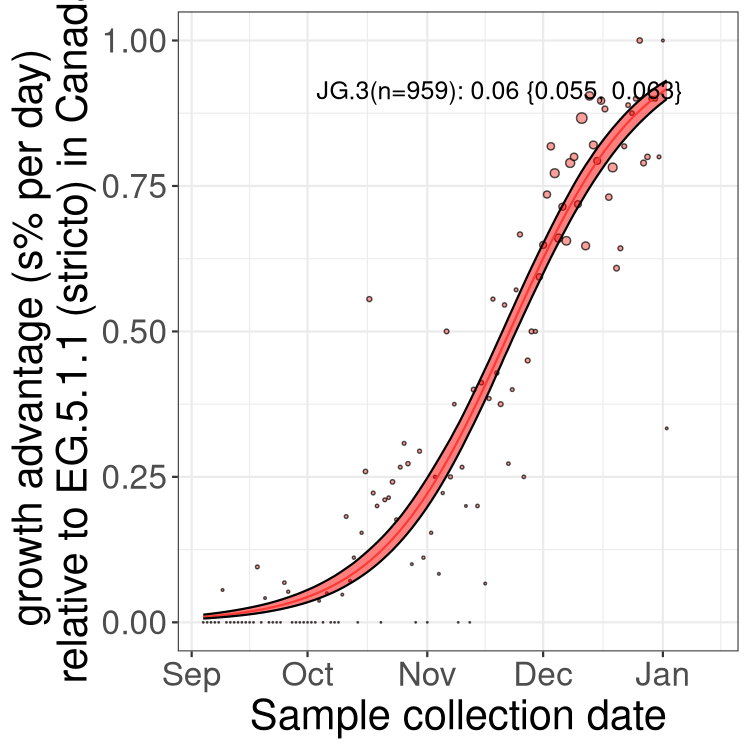 growth advantage (s% per day)
relative to EG.5.1.1 (stricto) in Canada
1.00
0.75
0.50
0.25
0.00
JG.3(n=959): 0.06 {0.055, 0.063}
Sep Oct Nov Dec Jan
Sample collection date